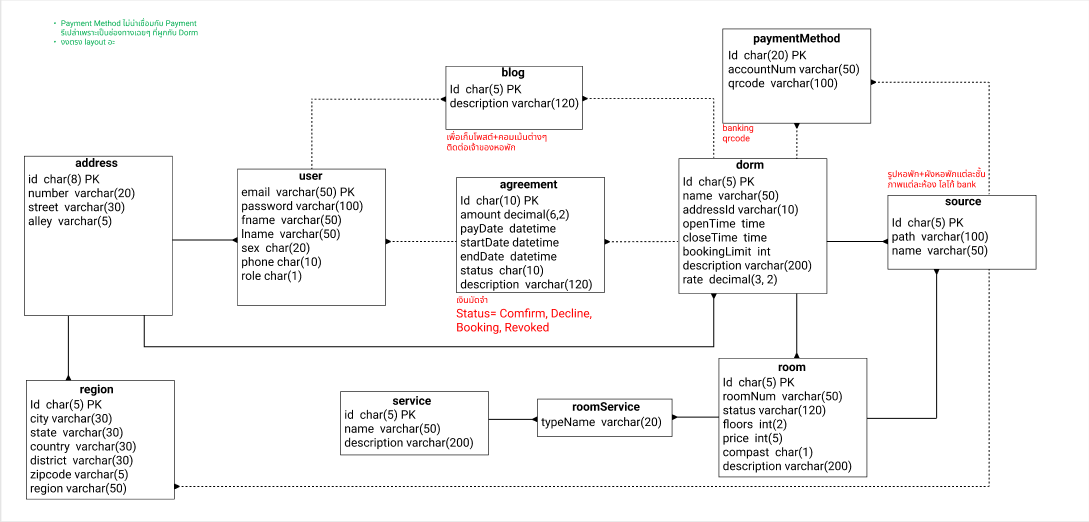 • Payment Method ไม่น่าเชื่อมกับ Payment
รึเปล่าเพราะเป็นช่องทางเฉยๆ ที่ผูกกับ Dorm
• งงตรง layout อะ
paymentMethod
Id char(20) PK
accountNum varchar(50)
qrcode varchar(100)
banking
qrcode
blog
Id char(5) PK
description varchar(120)
เพื่อเก็บโพสต์+คอมเม้นต่างๆ
ติดต่อเจ้าของหอพัก
address
id char(8) PK
number varchar(20)
street varchar(30)
alley varchar(5)
user
email varchar(50) PK
password varchar(100)
fname varchar(50)
lname varchar(50)
sex char(20)
phone char(10)
role char(1)
agreement
Id char(10) PK
amount decimal(6,2)
payDate datetime
startDate datetime
endDate datetime
status char(10)
description varchar(120)
เงินมัดจำ
Status= Comfirm, Decline,
Booking, Revoked
dorm
Id char(5) PK
name varchar(50)
addressId varchar(10)
openTime time
closeTime time
bookingLimit int
description varchar(200)
rate decimal(3, 2)
รูปหอพัก+ผังหอพักแต่ละชั้น
ภาพแต่ละห้อง โลโก้ bank
source
Id char(5) PK
path varchar(100)
name varchar(50)
region
Id char(5) PK
city varchar(30)
state varchar(30)
country varchar(30)
district varchar(30)
zipcode varchar(5)
region varchar(50)
service
id char(5) PK
name varchar(50)
description varchar(200)
roomService
typeName varchar(20)
room
Id char(5) PK
roomNum varchar(50)
status varchar(120)
floors int(2)
price int(5)
compast char(1)
description varchar(200)